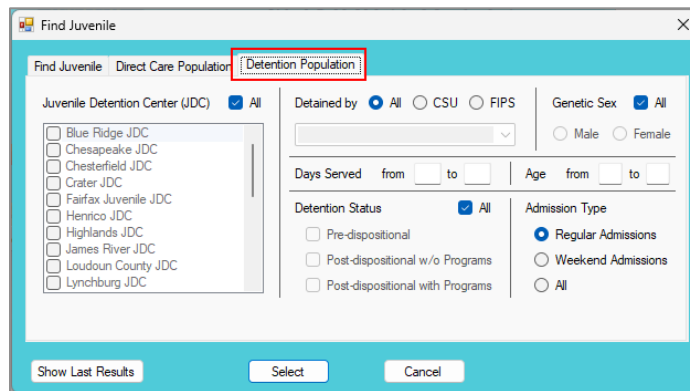 Find Juvenile
Find Juvenile Direct Care Population Detention Population
Juvenile Detention Center (JDC) All
Blue Ridge JDC
Chesapeake JDC
Chesterfield JDC
Crater JDC
Fairfax Juvenile JDC
Henrico JDC
Highlands JDC
James River JDC
Loudoun County JDC
Lynchburg JDC
Detained by All CSU FIPS
Genetic Sex All
Male Female
Days Served from to
Age from to
Detention Status All
Pre-dispositional
Post-dispositional w/o Programs
Post-dispositional with Programs
Admission Type
Regular Admissions
Weekend Admissions
All
Show Last Results Select Cancel